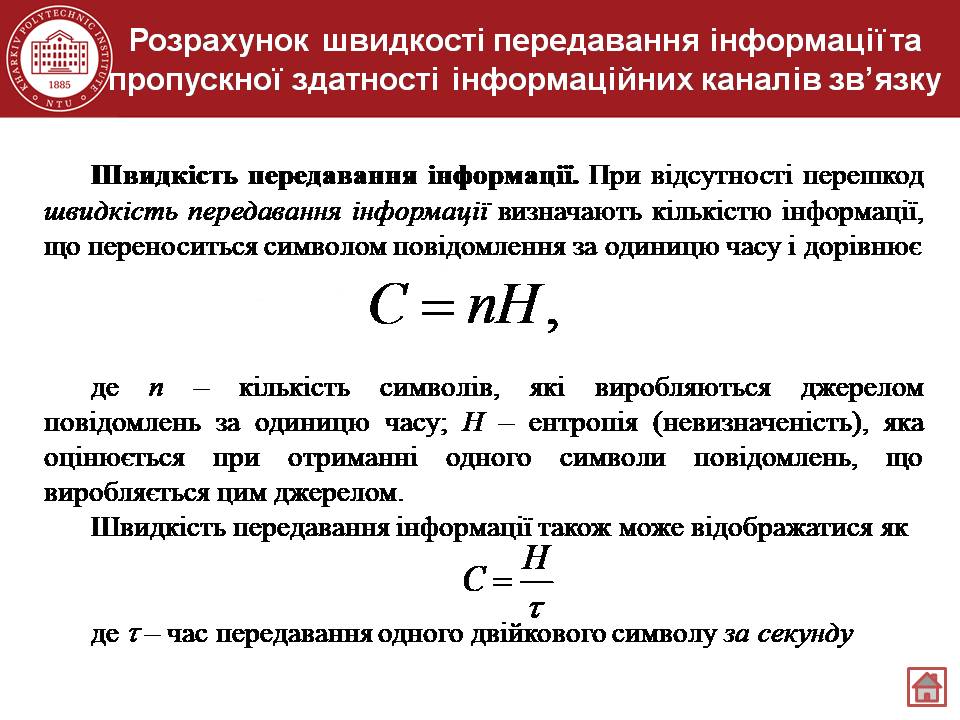 Розрахунок швидкості передавання інформації та
пропускної здатності інформаційних каналів зв’язку
KHARKIV POLYTECHNIC INSTITUTE
1885
NTU
Швидкість передавання інформації. При відсутності перешкод
швидкість передавання інформації визначають кількістю інформації,
що переноситься символом повідомлення за одиницю часу і дорівнює
C = nH,
де n – кількість символів, які виробляються джерелом
повідомлень за одиницю часу; H – ентропія (невизначеність), яка
оцінюється при отриманні одного символи повідомлень, що
виробляється цим джерелом.
Швидкість передавання інформації також може відображатися як
C = H/τ
де τ – час передавання одного двійкового символу за секунду